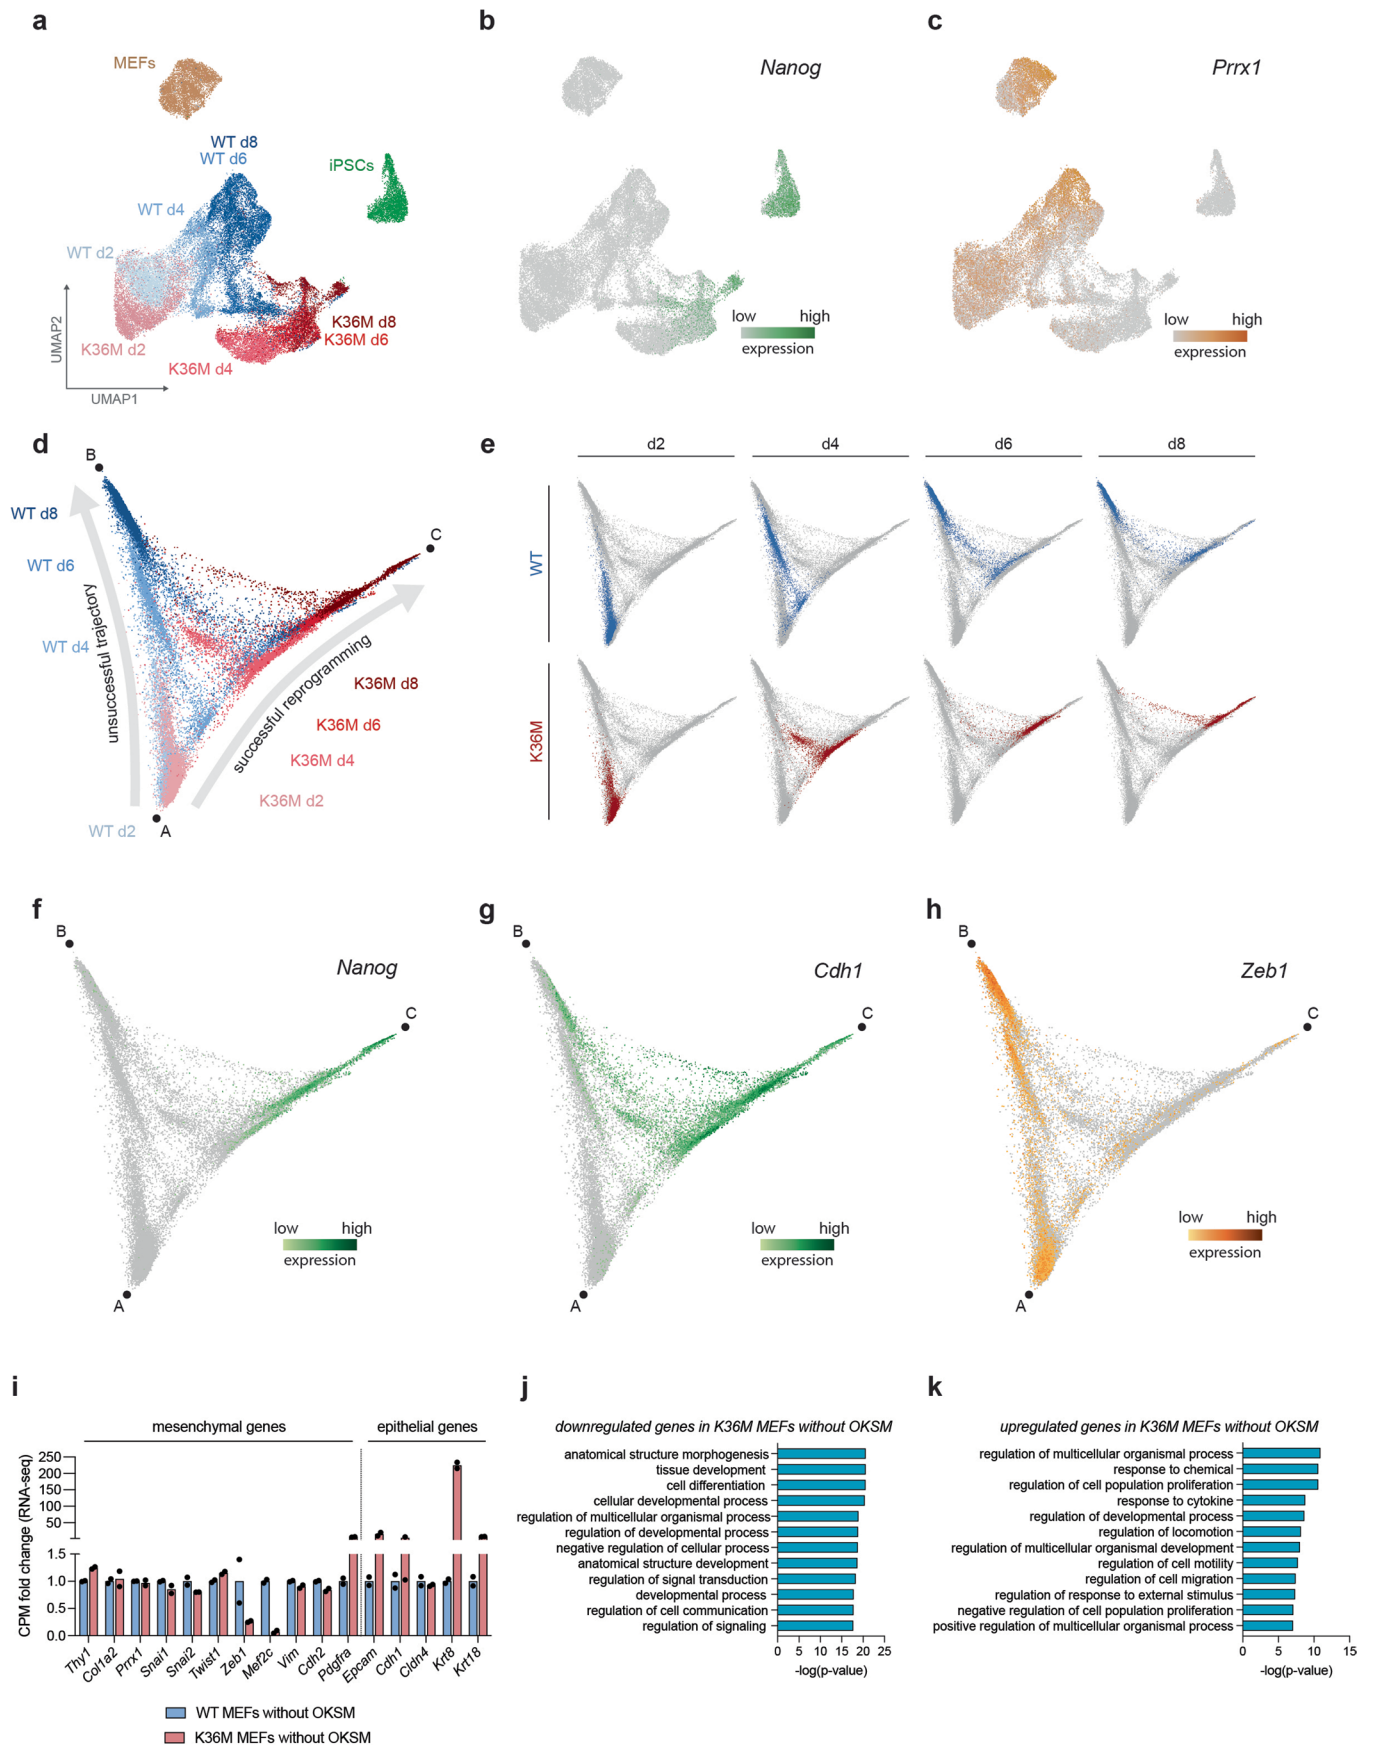 a
MEFs
WT d8
WT d6
WT d4
iPSCs
WT d2
K36M d2
K36M d8
K36M d6
K36M d4
UMAP2
UMAP1
b
Nanog
low high
expression
c
Prrx1
low high
expression
d
B
WT d8
C
WT d6
unsuccessful trajectory
WT d4
successful reprogramming
K36M d8
K36M d6
K36M d4
K36M d2
WT d2
A
e
d2 d4 d6 d8
WT
K36M
f
B
Nanog
C
low high
expression
A
g
B
Cdh1
C
low high
expression
A
h
B
Zeb1
C
low high
expression
A
i
mesenchymal genes epithelial genes
CPM fold change (RNA-seq)
250
200
150
100
50
1.5
1.0
0.5
0.0
Thy1 Col1a2 Prrx1 Snai1 Snai2 Twist1 Zeb1 Mef2c Vim Cdh2 Pdgfra Epcam Cdh1 Cldn4 Krt8 Krt18
WT MEFs without OKSM
K36M MEFs without OKSM
j
downregulated genes in K36M MEFs without OKSM
anatomical structure morphogenesis
tissue development
cell differentiation
cellular developmental process
regulation of multicellular organismal process
regulation of developmental process
negative regulation of cellular process
anatomical structure development
regulation of signal transduction
developmental process
regulation of cell communication
regulation of signaling
0 5 10 15 20 25
-log(p-value)
k
upregulated genes in K36M MEFs without OKSM
regulation of multicellular organismal process
response to chemical
regulation of cell population proliferation
response to cytokine
regulation of developmental process
regulation of locomotion
regulation of multicellular organismal development
regulation of cell motility
regulation of cell migration
regulation of response to external stimulus
negative regulation of cell population proliferation
positive regulation of multicellular organismal process
0 5 10 15
-log(p-value)